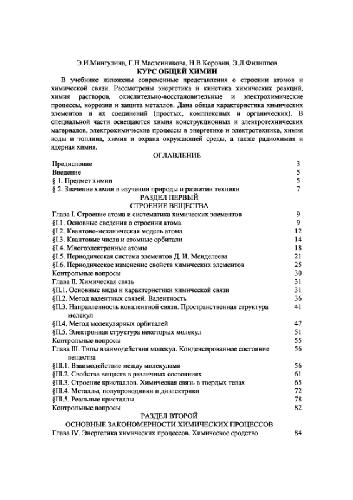 Э.И.Мингулина, Г.Н.Масленникова, Н.В.Коровин, Э.Л.Филиппов
КУРС ОБЩЕЙ ХИМИИ
В учебнике изложены современные представления о строении атомов и
химической связи. Рассмотрены энергетика и кинетика химических реакций,
химия растворов, окислительно-восстановительные и электрохимические
процессы, коррозия и защита металлов. Дана общая характеристика химических
элементов и их соединений (простых, комплексных и органических). В
специальной части освещается химия конструкционных и электротехнических
материалов, электрохимические процессы в энергетике и электротехнике, химия
воды и топлива, химия и охрана окружающей среды, а также радиохимия и
ядерная химия.
ОГЛАВЛЕНИЕ
Предисловие 3
Введение 5
§ 1. Предмет химии 5
§ 2. Значение химии в изучении природы и развитии техники 7
РАЗДЕЛ ПЕРВЫЙ
СТРОЕНИЕ ВЕЩЕСТВА
Глава I. Строение атома и систематика химических элементов 9
§I.1. Основные сведения о строении атома 9
§I.2. Квантово-механическая модель атома 12
§I.3. Квантовые числа и атомные орбитали 14
§I.4. Многоэлектронные атомы 18
§I.5. Периодическая система элементов Д. И. Менделеева 21
§I.6. Периодическое изменение свойств химических элементов 25
Контрольные вопросы 30
Глава II. Химическая связь 31
§II.1. Основные виды и характеристики химической связи 31
§II.2. Метод валентных связей. Валентность 36
§II.3. Направленность ковалентной связи. Пространственная структура 41
молекул
§II.4. Метод молекулярных орбиталей 47
§II.5. Электронная структура некоторых молекул 51
Контрольные вопросы 55
Глава III. Типы взаимодействия молекул. Конденсированное состояние 56
вещества
§III.1. Взаимодействие между молекулами 56
§III.2. Свойства веществ в различных состояниях 61
§III.3. Строение кристаллов. Химическая связь в твердых телах 65
§III.4. Металлы, полупроводники и диэлектрики 72
§III.5. Реальные кристаллы 78
Контрольные вопросы 82
РАЗДЕЛ ВТОРОЙ
ОСНОВНЫЕ ЗАКОНОМЕРНОСТИ ХИМИЧЕСКИХ ПРОЦЕССОВ
Глава IV. Энергетика химических процессов. Химическое сродство 84